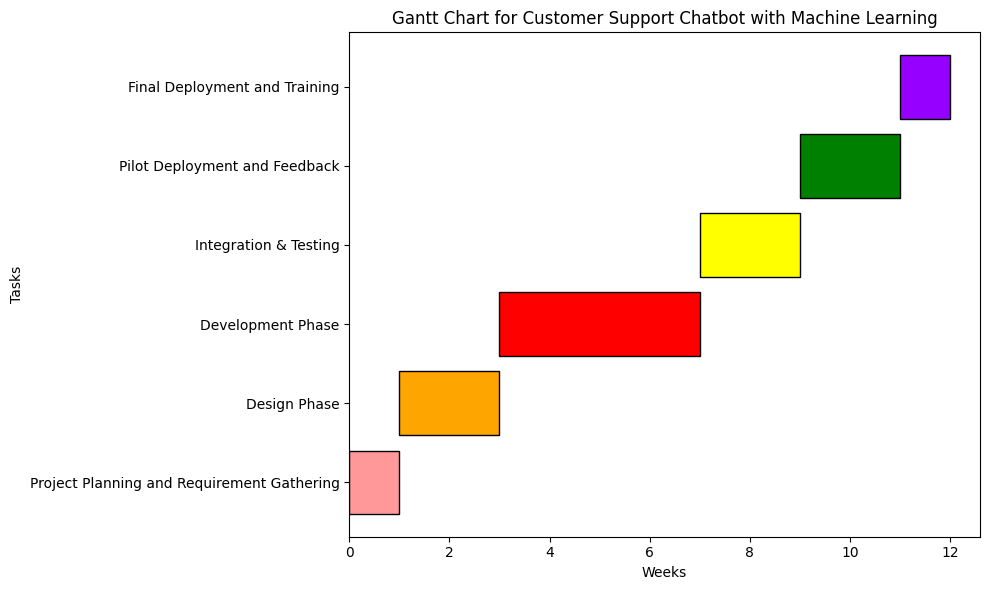 Gantt Chart for Customer Support Chatbot with Machine Learning
Final Deployment and Training
Pilot Deployment and Feedback
Integration & Testing
Development Phase
Design Phase
Project Planning and Requirement Gathering
Tasks
0 2 4 6 8 10 12
Weeks